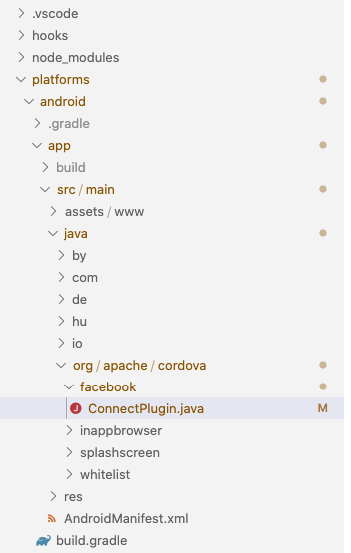 .vscode
hooks
node_modules
platforms
android
.gradle
app
build
src / main
assets / www
java
by
com
de
hu
io
org / apache / cordova
facebook
J ConnectPlugin.java M
inappbrowser
splashscreen
whitelist
res
AndroidManifest.xml
build.gradle